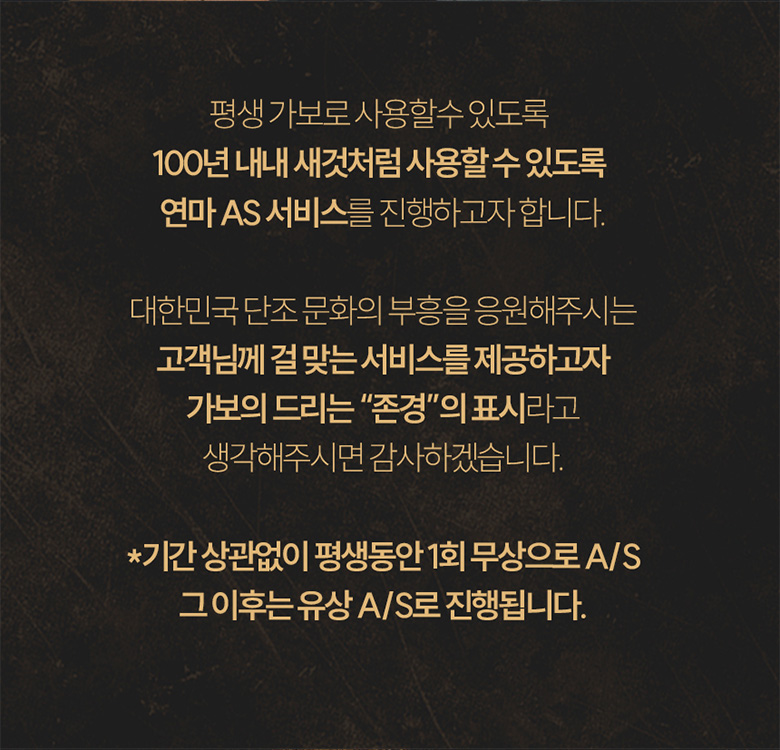 평생 가보로 사용할수 있도록
100년 내내 새것처럼 사용할 수 있도록
연마 AS 서비스를 진행하고자 합니다.
대한민국 단조 문화의 부흥을 응원해주시는
고객님께 걸 맞는 서비스를 제공하고자
가보의 드리는 “존경”의 표시라고
생각해주시면 감사하겠습니다.
*기간 상관없이 평생동안 1회 무상으로 A/S
그 이후는 유상 A/S로 진행됩니다.